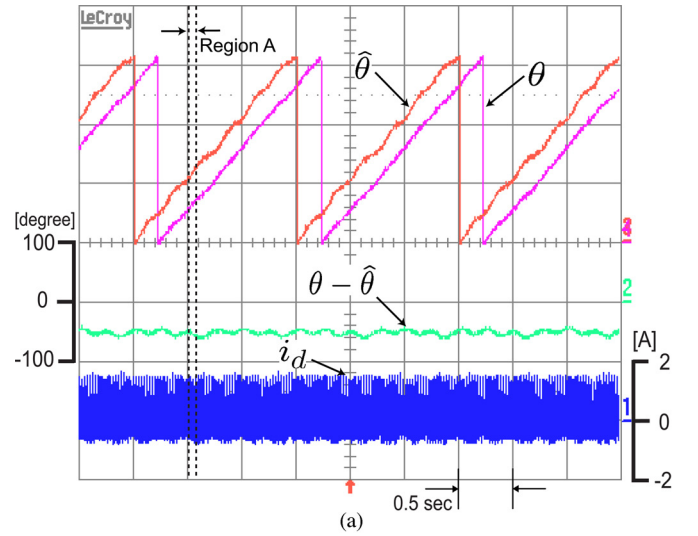 LeCroy
Region A
θ̂
θ
[degree]
100
0
-100
θ - θ̂
2
[A]
i_d
2
1
0
-2
0.5 sec
(a)